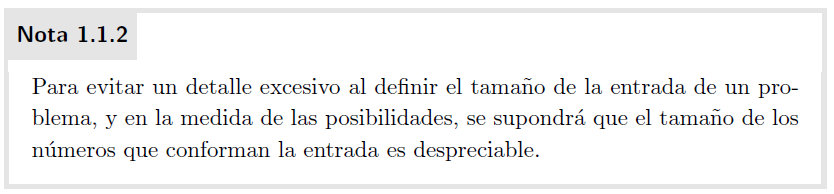 Nota 1.1.2
Para evitar un detalle excesivo al definir el tamaño de la entrada de un pro-
blema, y en la medida de las posibilidades, se supondrá que el tamaño de los
números que conforman la entrada es despreciable.